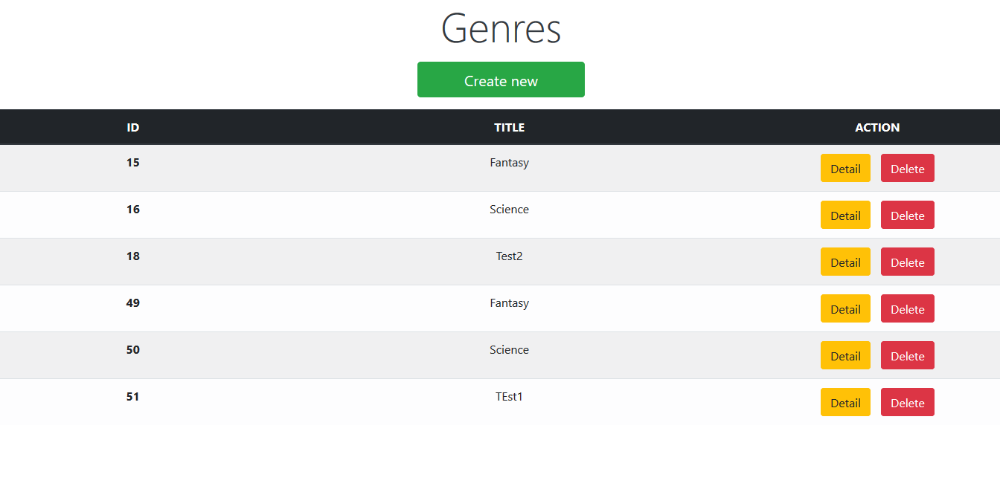 Genres
Create new
ID TITLE ACTION
15 Fantasy Detail Delete
16 Science Detail Delete
18 Test2 Detail Delete
49 Fantasy Detail Delete
50 Science Detail Delete
51 TEst1 Detail Delete